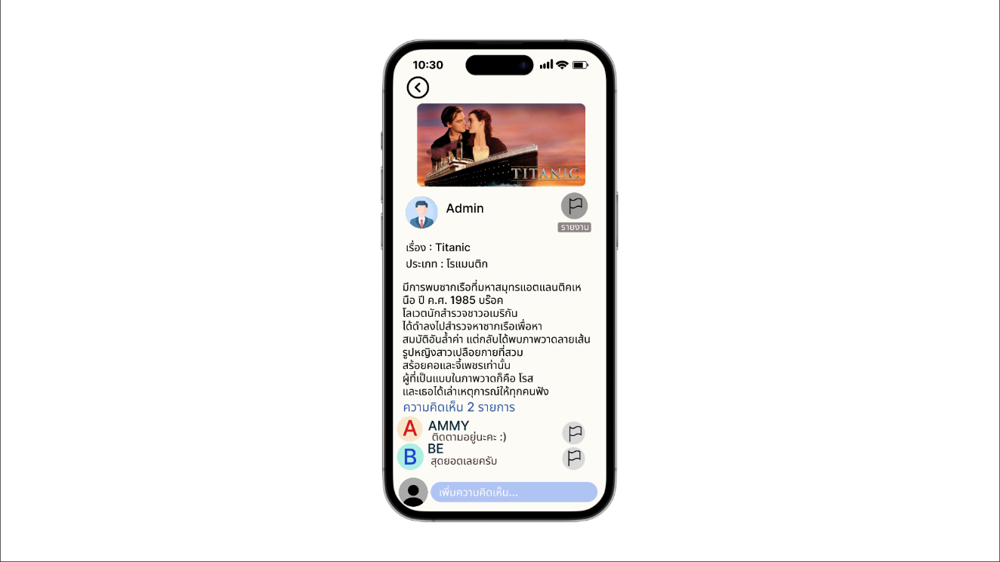 10:30
TITANIC
Admin
รายงาน
เรื่อง : Titanic
ประเภท : โรแมนติก
มีการพบซากเรือที่มหาสมุทรแอตแลนติคเห
นือ ปี ค.ศ. 1985 บร๊อค
โลเวตนักสำรวจชาวอเมริกัน
ได้ดำลงไปสำรวจหาซากเรือเพื่อหา
สมบัติอันล้ำค่า แต่กลับได้พบภาพวาดลายเส้น
รูปหญิงสาวเปลือยกายที่สวม
สร้อยคอและจี้เพชรเท่านั้น
ผู้ที่เป็นแบบในภาพวาดก็คือ โรส
และเธอได้เล่าเหตุการณ์ให้ทุกคนฟัง
ความคิดเห็น 2 รายการ
A
AMMY
ติดตามอยู่นะคะ :)
B
BE
สุดยอดเลยครับ
เพิ่มความคิดเห็น...